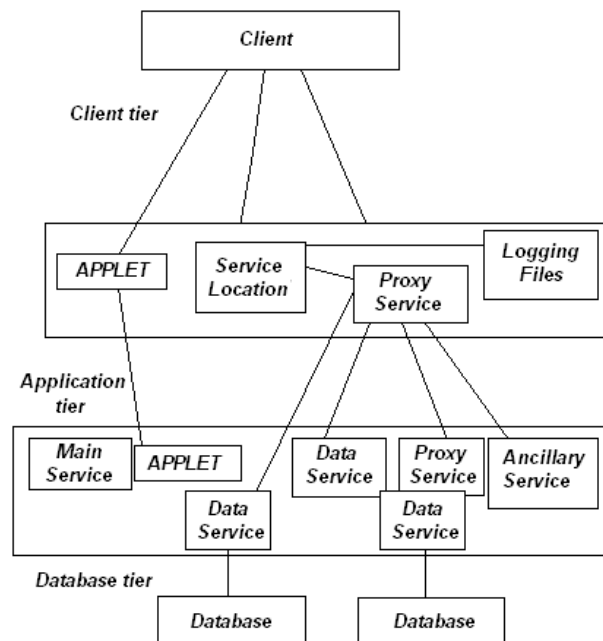 Client
Client tier
APPLET
Service
Location
Proxy
Service
Logging
Files
Application
tier
Main
Service
APPLET
Data
Service
Data
Service
Proxy
Service
Data
Service
Ancillary
Service
Database tier
Database
Database